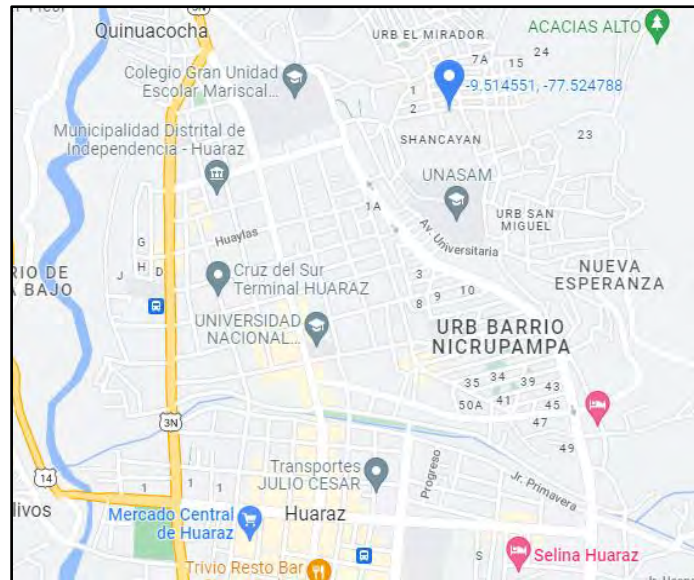 3N
Quinuacocha
URB EL MIRADOR
ACACIAS ALTO
24
7A
15
Colegio Gran Unidad
Escolar Mariscal...
1
2
-9.514551, -77.524788
Municipalidad Distrital de
Independencia - Huaraz
SHANCAYAN
23
UNASAM
1A
URB SAN
MIGUEL
Av. Universitaria
Huaylas
G
H
D
J
RIO DE
A BAJO
Cruz del Sur
Terminal HUARAZ
3
8
9
10
NUEVA
ESPERANZA
UNIVERSIDAD
NACIONAL...
URB BARRIO
NICRUPAMPA
35
34
39
43
50A
41
45
47
49
3N
14
1
1
1
Transportes
JULIO CESAR
Progreso
Jr. Primavera
livos
Mercado Central
de Huaraz
Huaraz
S
Selina Huaraz
Trivio Resto Bar